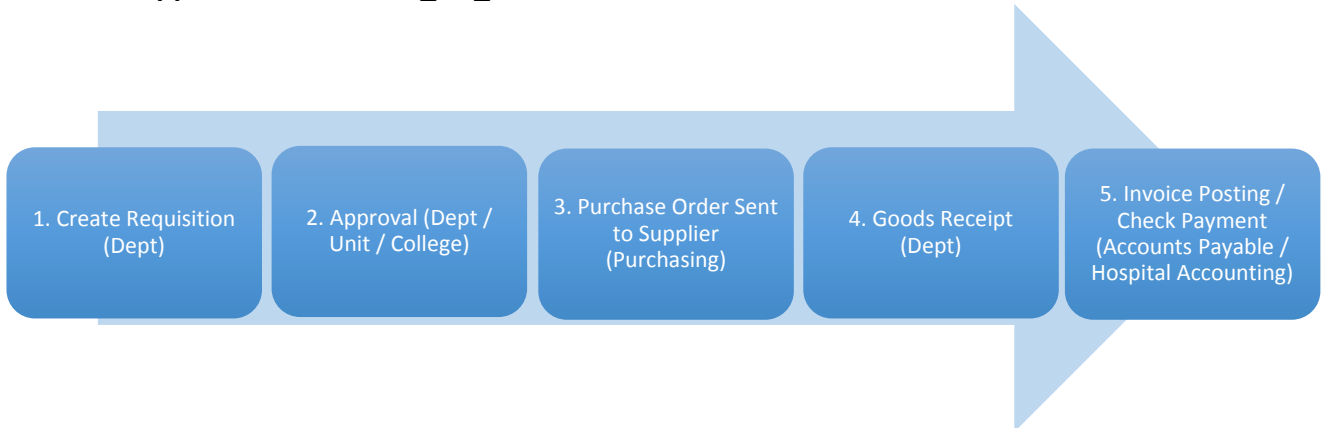 1. Create Requisition
(Dept)
2. Approval (Dept /
Unit / College)
3. Purchase Order Sent
to Supplier
(Purchasing)
4. Goods Receipt
(Dept)
5. Invoice Posting /
Check Payment
(Accounts Payable /
Hospital Accounting)